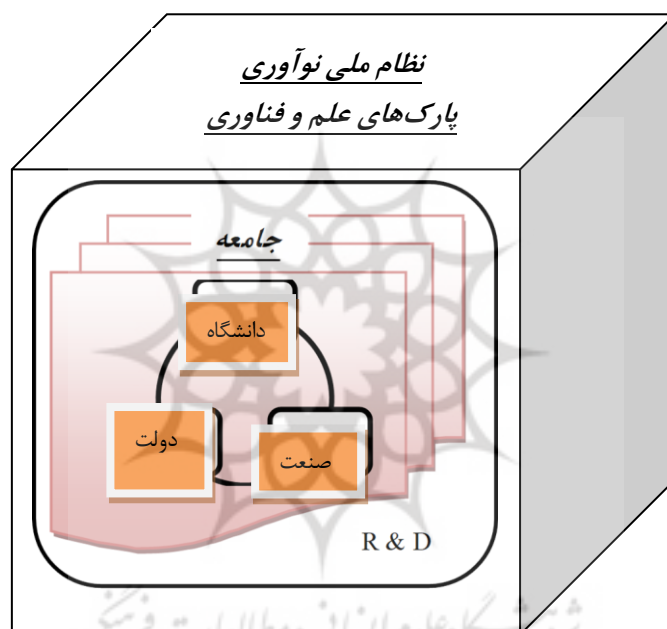 نظام ملی نوآوری
پارک‌های علم و فناوری
جامعه
دانشگاه
دولت
صنعت
R & D